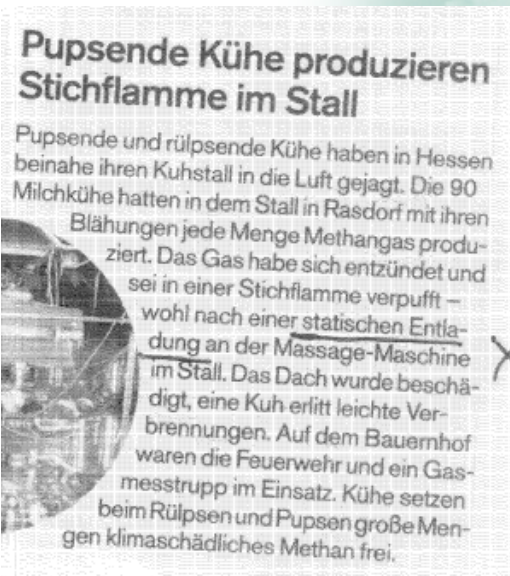 Pupsende Kühe produzieren
Stichflamme im Stall
Pupsende und rülpsende Kühe haben in Hessen
beinahe ihren Kuhstall in die Luft gejagt. Die 90
Milchkühe hatten in dem Stall in Rasdorf mit ihren
Blähungen jede Menge Methangas produ-
ziert. Das Gas habe sich entzündet und
sei in einer Stichflamme verpufft –
wohl nach einer statischen Entla-
dung an der Massage-Maschine
im Stall. Das Dach wurde beschä-
digt, eine Kuh erlitt leichte Ver-
brennungen. Auf dem Bauernhof
waren die Feuerwehr und ein Gas-
messtrupp im Einsatz. Kühe setzen
beim Rülpsen und Pupsen große Men-
gen klimaschädliches Methan frei.